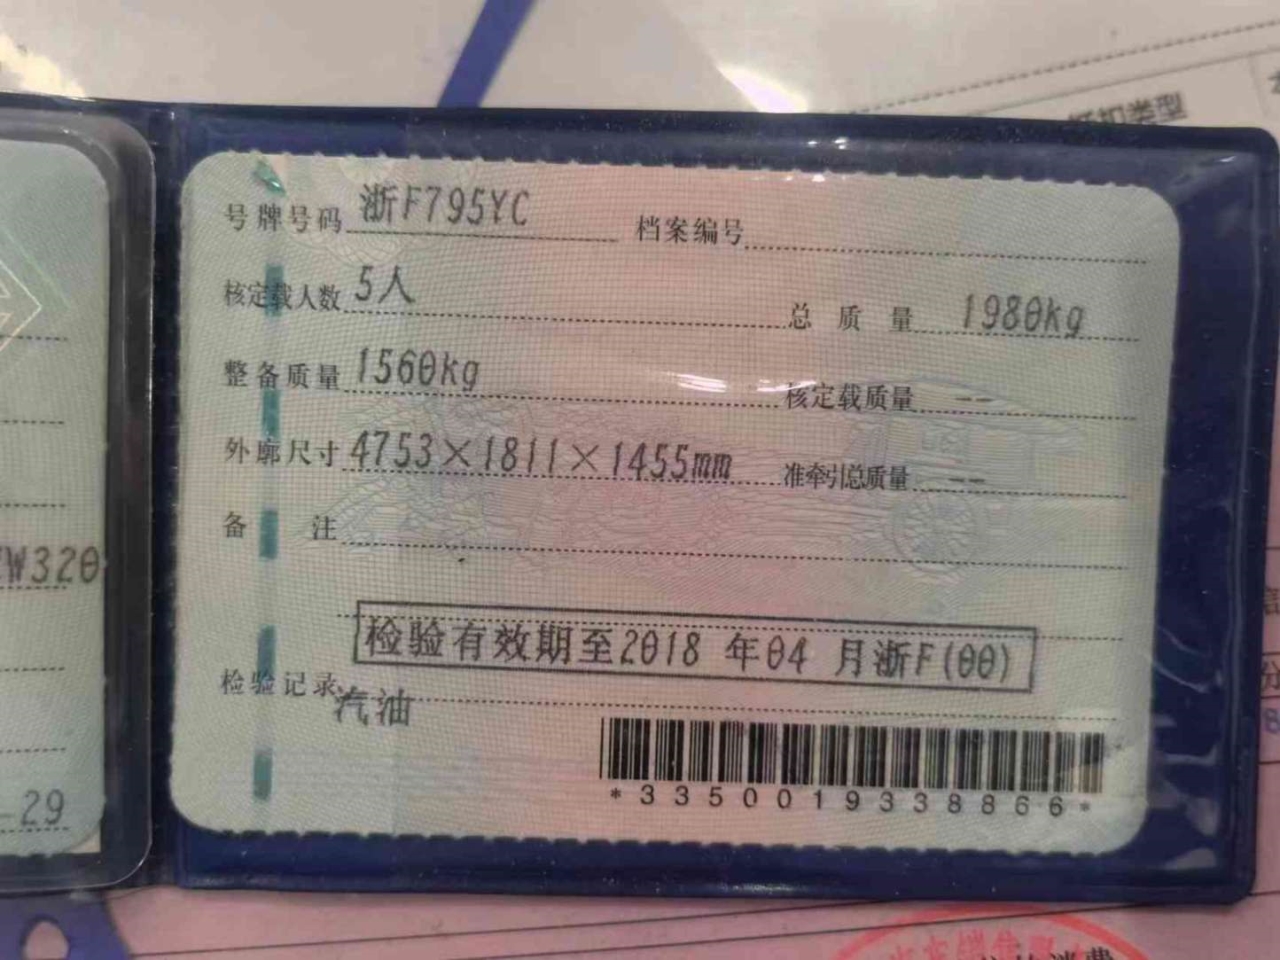 扣类型
号牌号码 浙F795YC 档案编号
核定载人数 5人 总质量 1980kg
整备质量 1560kg 核定载质量 --
外廓尺寸 4753×1811×1455mm 准牵引总质量 --
备注
检验有效期至2018年04月浙F(00)
检验记录
汽油
*3350019338866*
W320
-29